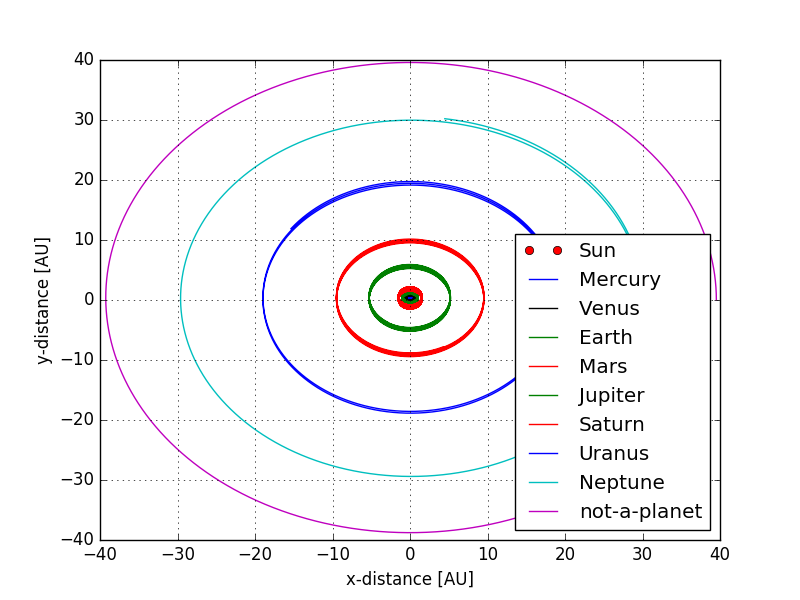 40
30
20
10
0
−10
−20
−30
−40
y-distance [AU]
Sun
Mercury
Venus
Earth
Mars
Jupiter
Saturn
Uranus
Neptune
not-a-planet
−40 −30 −20 −10 0 10 20 30 40
x-distance [AU]